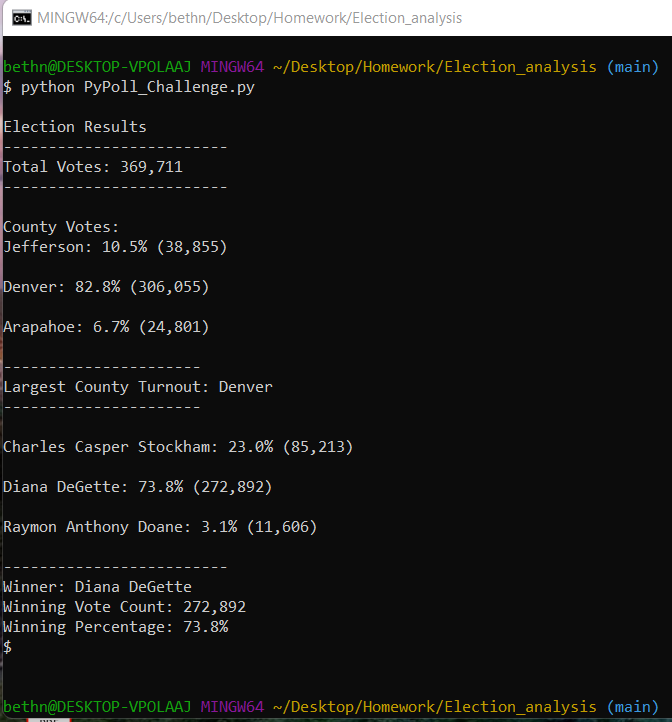 MINGW64:/c/Users/bethn/Desktop/Homework/Election_analysis
bethn@DESKTOP-VPOLAAJ MINGW64 ~/Desktop/Homework/Election_analysis (main)
$ python PyPoll_Challenge.py
Election Results
-------------------------
Total Votes: 369,711
-------------------------
County Votes:
Jefferson: 10.5% (38,855)
Denver: 82.8% (306,055)
Arapahoe: 6.7% (24,801)
----------------------
Largest County Turnout: Denver
----------------------
Charles Casper Stockham: 23.0% (85,213)
Diana DeGette: 73.8% (272,892)
Raymon Anthony Doane: 3.1% (11,606)
-------------------------
Winner: Diana DeGette
Winning Vote Count: 272,892
Winning Percentage: 73.8%
$
bethn@DESKTOP-VPOLAAJ MINGW64 ~/Desktop/Homework/Election_analysis (main)